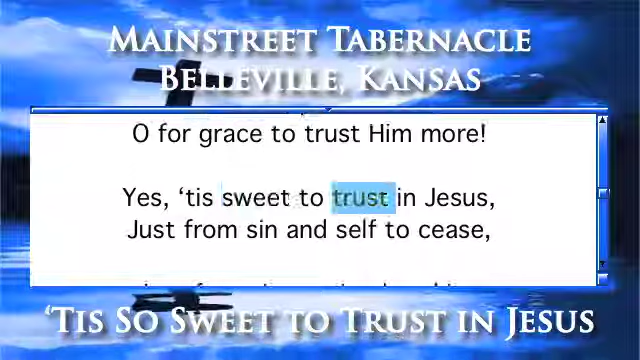 MAINSTREET TABERNACLE
BELLEVILLE, KANSAS
O for grace to trust Him more!
Yes, ‘tis sweet to trust in Jesus,
Just from sin and self to cease,
‘TIS SO SWEET TO TRUST IN JESUS